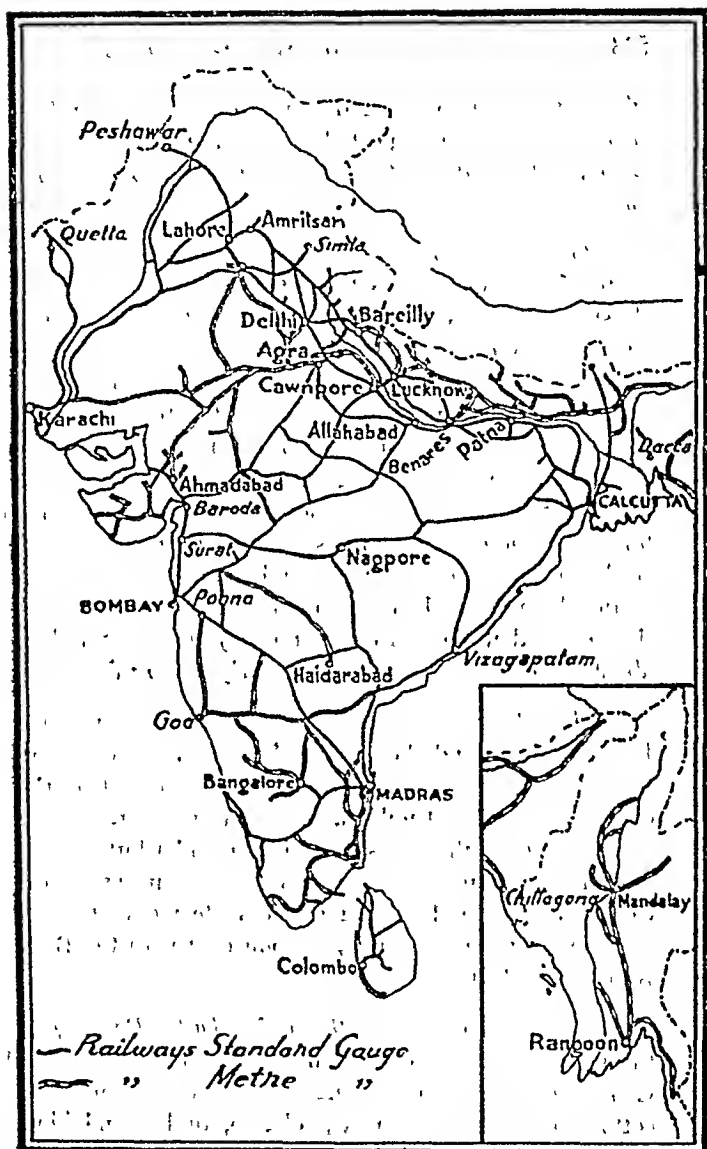 Peshawar
Quetta
Lahore
Amritsan
Simla
Delhi
Bareilly
Agra
Cawnpore
Lucknow
Karachi
Allahabad
Benares
Patna
Dacca
Ahmadabad
CALCUTTA
Baroda
Surat
Nagpore
BOMBAY
Poona
Haidarabad
Vizagapatam
Goa
Bangalore
MADRAS
Chittagong
Mandalay
Colombo
Rangoon
Railways Standard Gauge
" Metre "